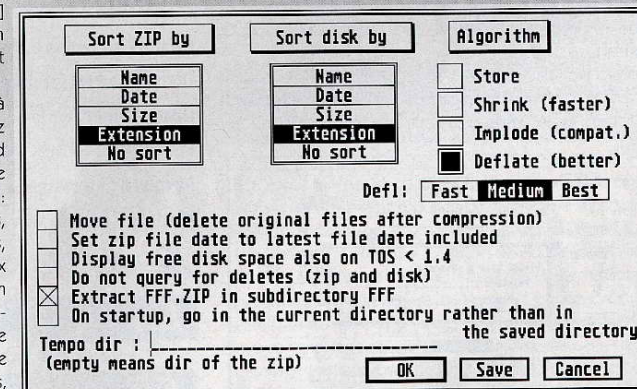 Sort ZIP by
Name
Date
Size
Extension
No sort
Sort disk by
Name
Date
Size
Extension
No sort
Algorithm
Store
Shrink (faster)
Implode (compat.)
Deflate (better)
Defl: Fast Medium Best
Move file (delete original files after compression)
Set zip file date to latest file date included
Display free disk space also on TOS < 1.4
Do not query for deletes (zip and disk)
Extract FFF.ZIP in subdirectory FFF
On startup, go in the current directory rather than in
the saved directory
Tempo dir :
(empty means dir of the zip)
OK Save Cancel